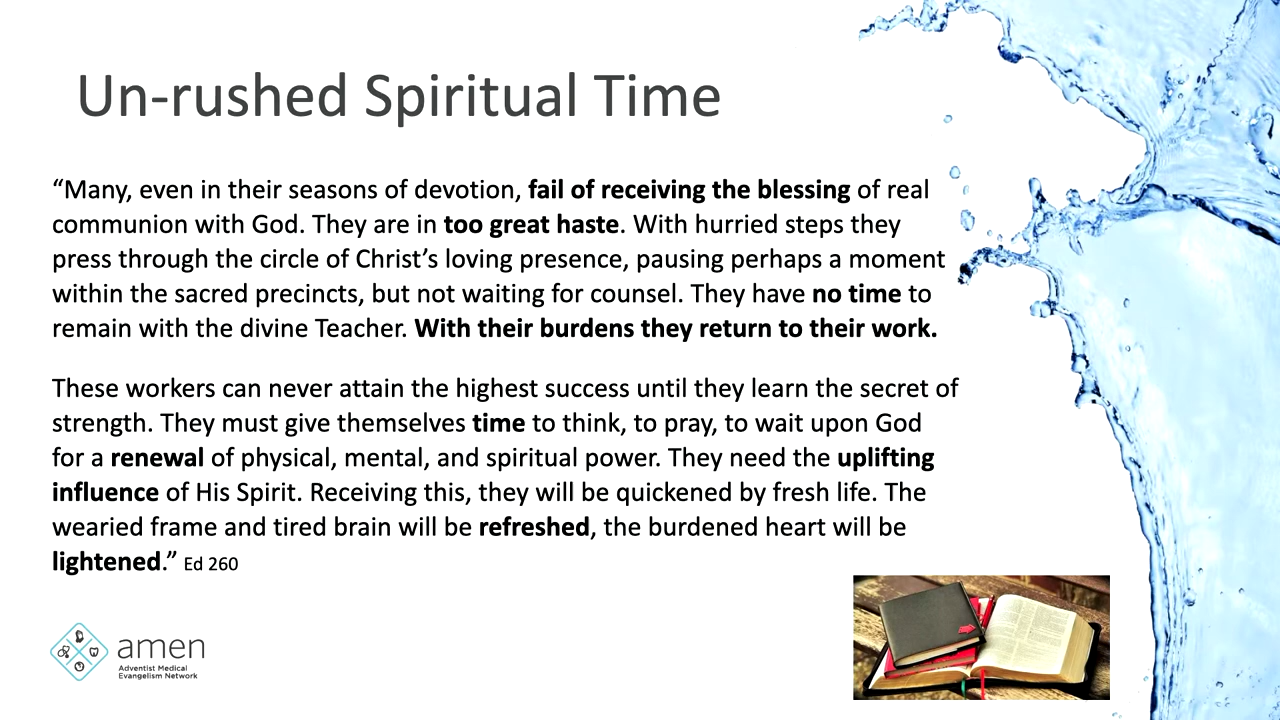 Un-rushed Spiritual Time
“Many, even in their seasons of devotion, fail of receiving the blessing of real
communion with God. They are in too great haste. With hurried steps they
press through the circle of Christ’s loving presence, pausing perhaps a moment
within the sacred precincts, but not waiting for counsel. They have no time to
remain with the divine Teacher. With their burdens they return to their work.
These workers can never attain the highest success until they learn the secret of
strength. They must give themselves time to think, to pray, to wait upon God
for a renewal of physical, mental, and spiritual power. They need the uplifting
influence of His Spirit. Receiving this, they will be quickened by fresh life. The
wearied frame and tired brain will be refreshed, the burdened heart will be
lightened.” Ed 260
amen
Adventist Medical
Evangelism Network